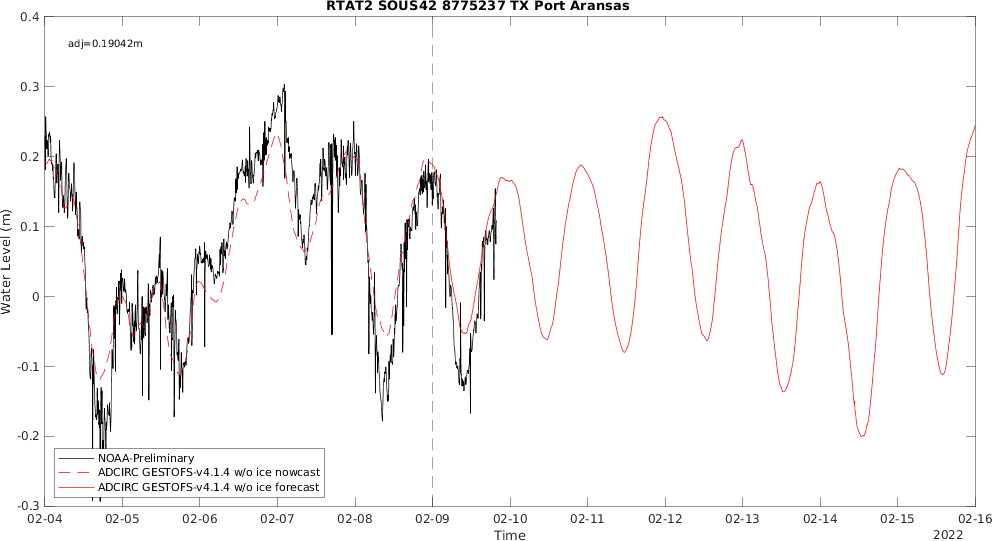 RTAT2 SOUS42 8775237 TX Port Aransas
adj=0.19042m
Water Level (m)
0.4
0.3
0.2
0.1
0
-0.1
-0.2
-0.3
NOAA-Preliminary
ADCIRC GESTOFS-v4.1.4 w/o ice nowcast
ADCIRC GESTOFS-v4.1.4 w/o ice forecast
02-04 02-05 02-06 02-07 02-08 02-09 02-10 02-11 02-12 02-13 02-14 02-15 02-16
Time
2022